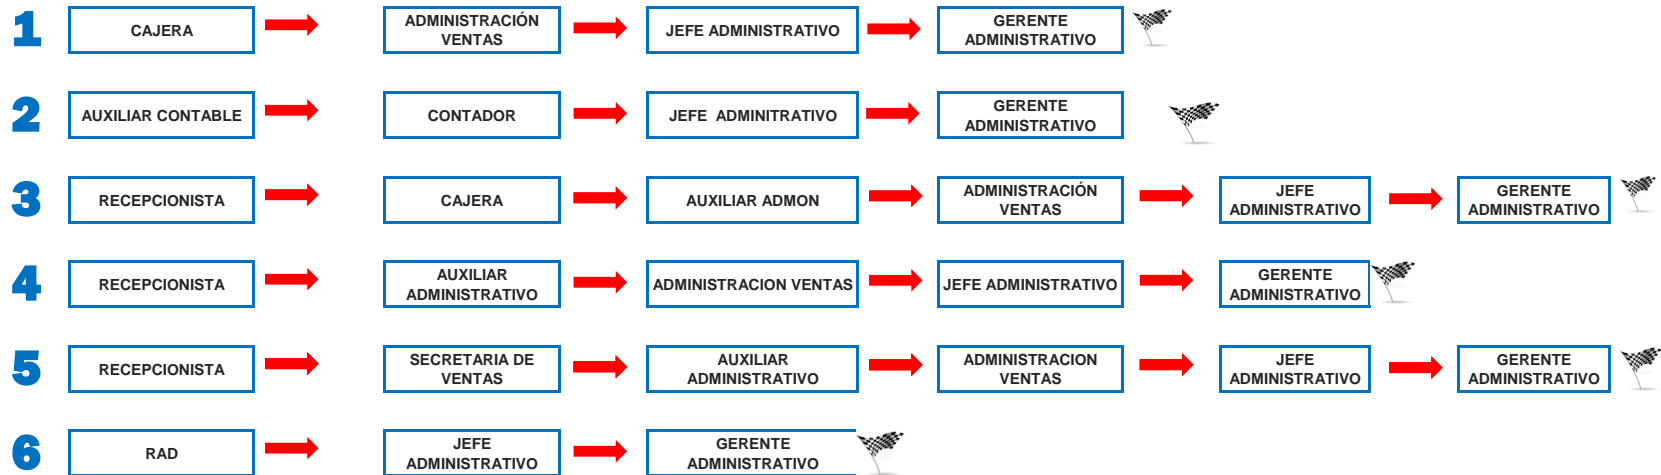 1 CAJERA ADMINISTRACIÓN VENTAS JEFE ADMINISTRATIVO GERENTE ADMINISTRATIVO
2 AUXILIAR CONTABLE CONTADOR JEFE ADMINITRATIVO GERENTE ADMINISTRATIVO
3 RECEPCIONISTA CAJERA AUXILIAR ADMON ADMINISTRACIÓN VENTAS JEFE ADMINISTRATIVO GERENTE ADMINISTRATIVO
4 RECEPCIONISTA AUXILIAR ADMINISTRATIVO ADMINISTRACION VENTAS JEFE ADMINISTRATIVO GERENTE ADMINISTRATIVO
5 RECEPCIONISTA SECRETARIA DE VENTAS AUXILIAR ADMINISTRATIVO ADMINISTRACION VENTAS JEFE ADMINISTRATIVO GERENTE ADMINISTRATIVO
6 RAD JEFE ADMINISTRATIVO GERENTE ADMINISTRATIVO